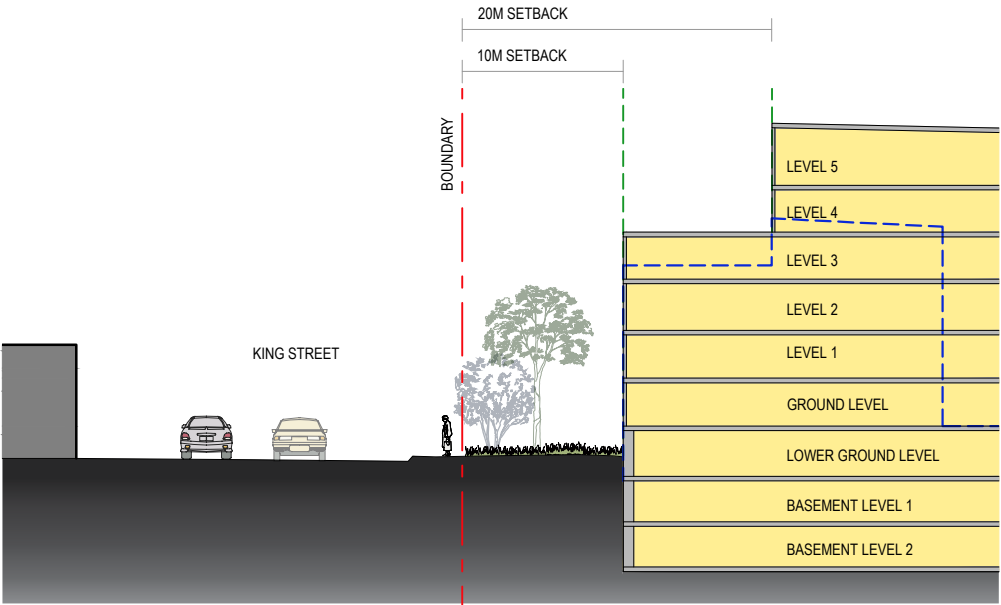 20M SETBACK
10M SETBACK
BOUNDARY
LEVEL 5
LEVEL 4
LEVEL 3
LEVEL 2
KING STREET
LEVEL 1
GROUND LEVEL
LOWER GROUND LEVEL
BASEMENT LEVEL 1
BASEMENT LEVEL 2